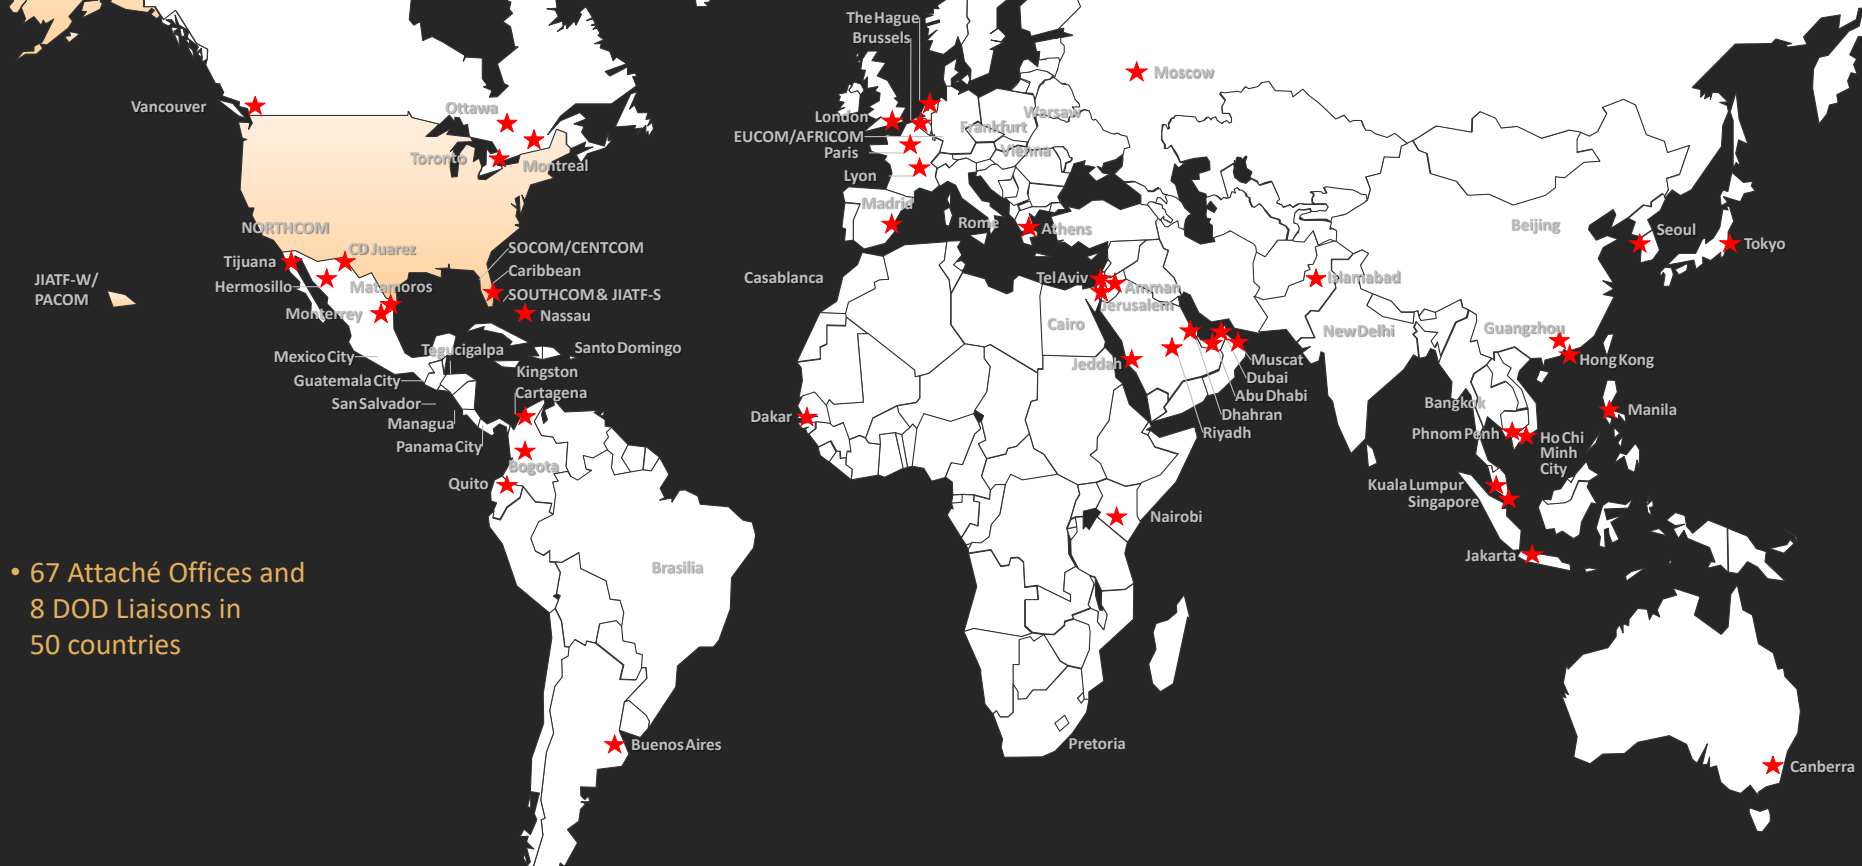 The Hague
Brussels
Moscow
Vancouver
Ottawa
London
Warsaw
Frankfurt
EUCOM/AFRICOM
Paris
Vienna
Toronto
Montreal
Lyon
Madrid
Rome
Athens
NORTHCOM
Beijing
Seoul
Tokyo
CD Juarez
SOCOM/CENTCOM
Tijuana
Caribbean
Casablanca
Tel Aviv
Islamabad
JIATF-W/
PACOM
Hermosillo
Matamoros
SOUTHCOM & JIATF-S
Amman
Jerusalem
Monterrey
Nassau
Cairo
New Delhi
Guangzhou
Mexico City
Tegucigalpa
Santo Domingo
Jeddah
Muscat
Hong Kong
Guatemala City
Kingston
Dubai
Cartagena
Abu Dhabi
San Salvador
Bangkok
Manila
Managua
Dakar
Dhahran
Panama City
Riyadh
Phnom Penh
Ho Chi
Minh
City
Bogota
Quito
Kuala Lumpur
Singapore
Nairobi
Jakarta
Brasilia
• 67 Attaché Offices and
8 DOD Liaisons in
50 countries
Buenos Aires
Pretoria
Canberra